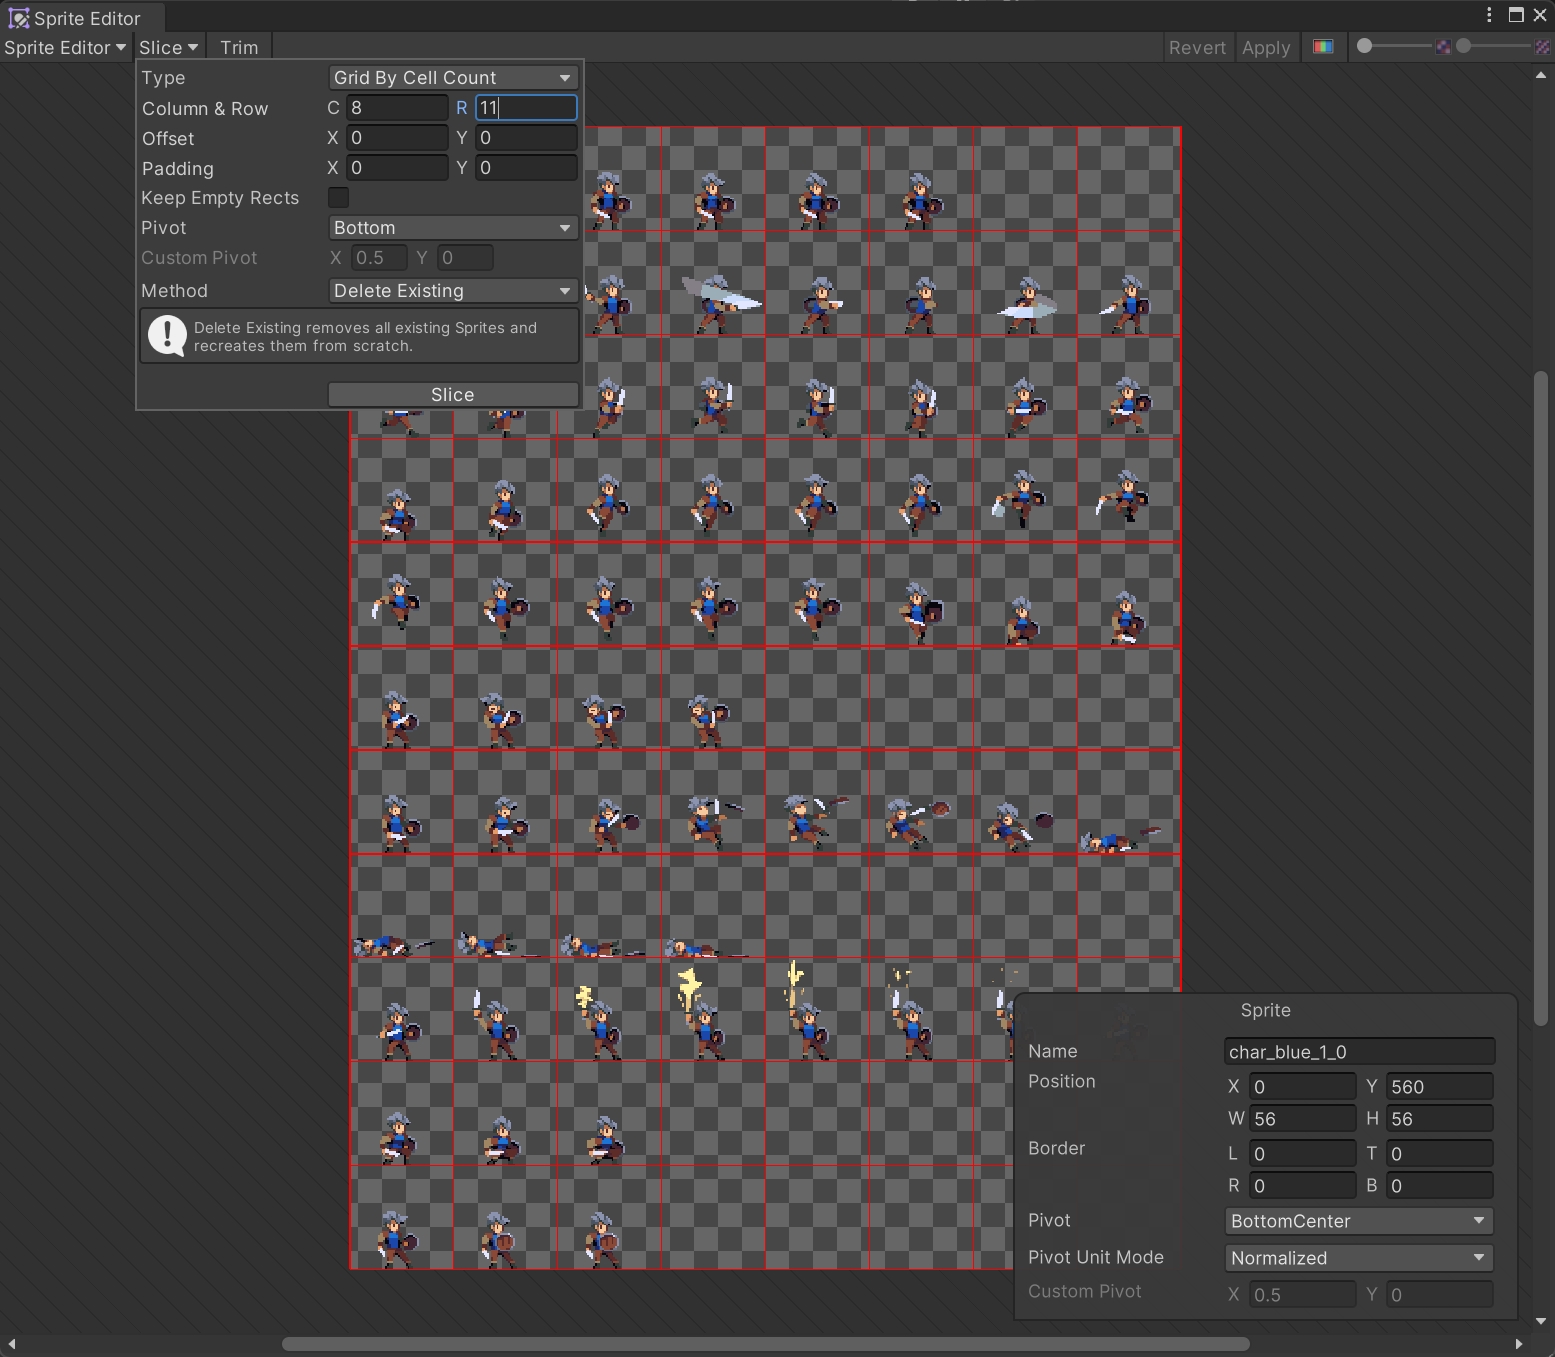 Sprite Editor
Sprite Editor Slice Trim Revert Apply
Type Grid By Cell Count
Column & Row C 8 R 11
Offset X 0 Y 0
Padding X 0 Y 0
Keep Empty Rects
Pivot Bottom
Custom Pivot X 0.5 Y 0
Method Delete Existing
Delete Existing removes all existing Sprites and
recreates them from scratch.
Slice
Sprite
Name char_blue_1_0
Position X 0 Y 560
W 56 H 56
Border L 0 T 0
R 0 B 0
Pivot BottomCenter
Pivot Unit Mode Normalized
Custom Pivot X 0.5 Y 0